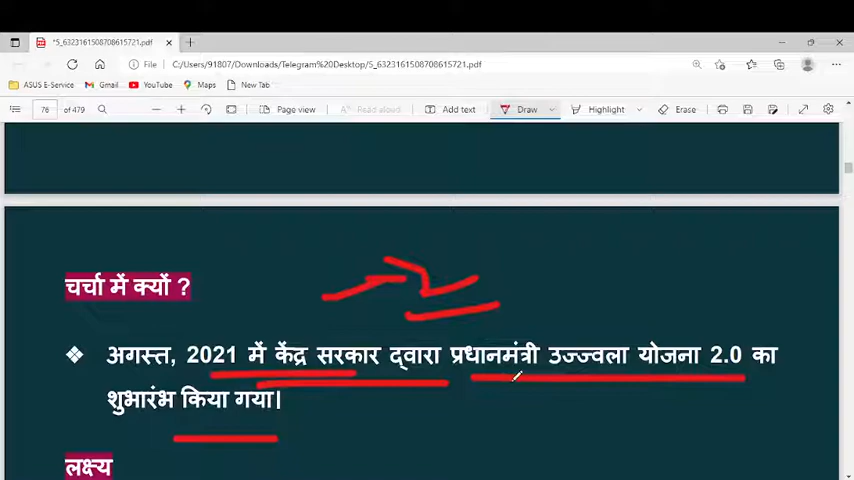 *5_6323161508708615721.pdf
File C:/Users/91807/Downloads/Telegram%20Desktop/5_6323161508708615721.pdf
ASUS E-Service Gmail YouTube Maps New Tab
76 of 479 Page view Read aloud Add text Draw Highlight Erase
चर्चा में क्यों ?
❖ अगस्त, 2021 में केंद्र सरकार द्वारा प्रधानमंत्री उज्ज्वला योजना 2.0 का
शुभारंभ किया गया।
लक्ष्य